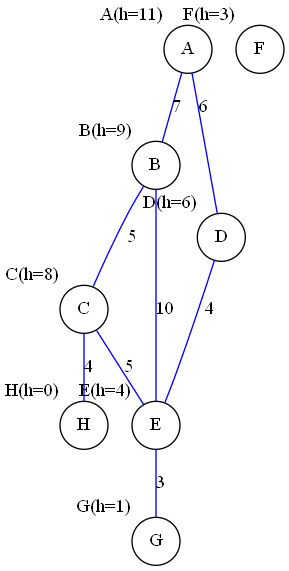 A(h=11) F(h=3)
A F
7 6
B(h=9)
B
D(h=6)
5 D
C(h=8)
C 10 4
4 5
H(h=0) E(h=4)
H E
3
G(h=1)
G